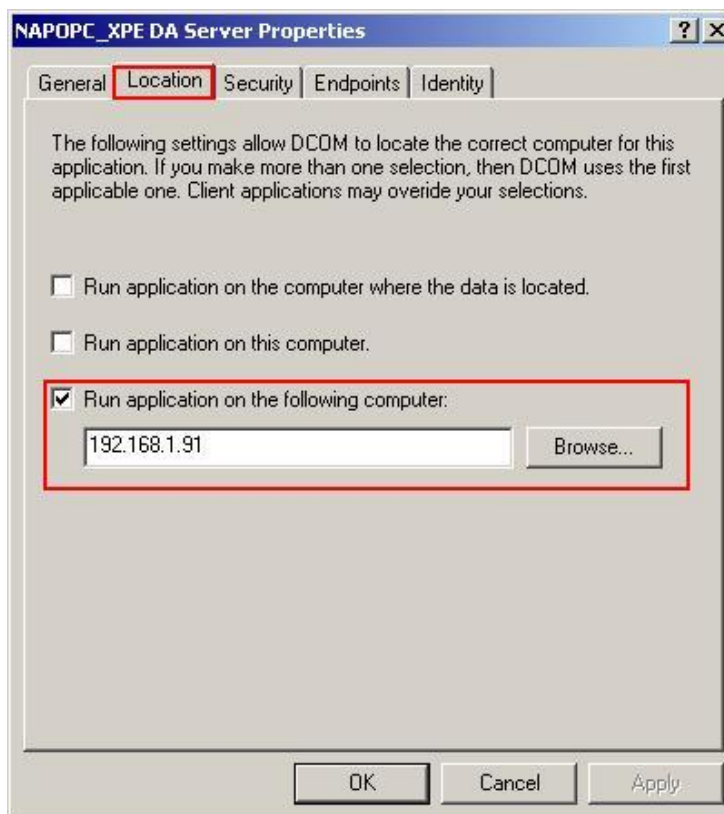 NAPOPC_XPE DA Server Properties
General Location Security Endpoints Identity
The following settings allow DCOM to locate the correct computer for this
application. If you make more than one selection, then DCOM uses the first
applicable one. Client applications may overide your selections.
Run application on the computer where the data is located.
Run application on this computer.
Run application on the following computer:
192.168.1.91 Browse...
OK Cancel Apply